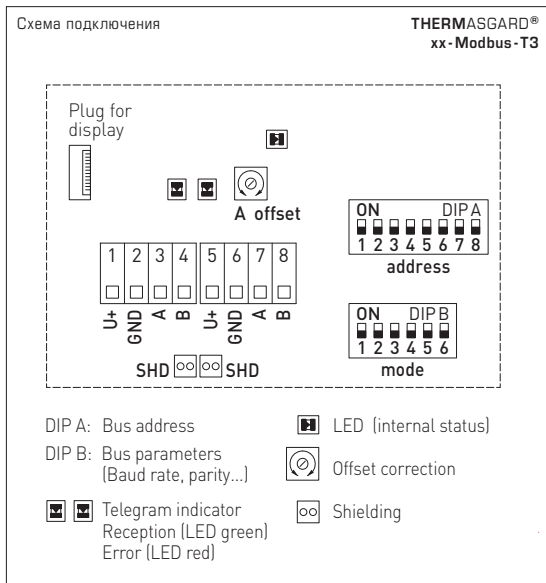 Схема подключения
THERMASGARD®
xx-Modbus-T3
Plug for
display
A offset
ON DIP A
1 2 3 4 5 6 7 8
address
1 2 3 4 5 6 7 8
U+ GND A B U+ GND A B
ON DIP B
1 2 3 4 5 6
mode
SHD SHD
DIP A: Bus address
DIP B: Bus parameters
(Baud rate, parity...)
Telegram indicator
Reception (LED green)
Error (LED red)
LED (internal status)
Offset correction
Shielding